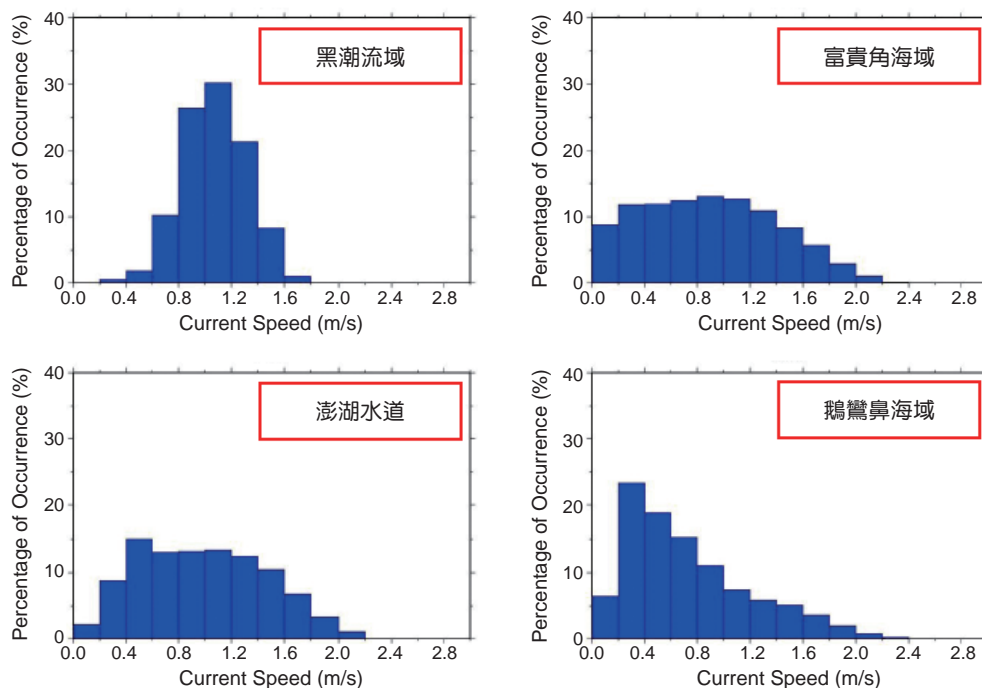 黑潮流域
Percentage of Occurrence (%)
40
30
20
10
0
0.0 0.4 0.8 1.2 1.6 2.0 2.4 2.8
Current Speed (m/s)
富貴角海域
Percentage of Occurrence (%)
40
30
20
10
0
0.0 0.4 0.8 1.2 1.6 2.0 2.4 2.8
Current Speed (m/s)
澎湖水道
Percentage of Occurrence (%)
40
30
20
10
0
0.0 0.4 0.8 1.2 1.6 2.0 2.4 2.8
Current Speed (m/s)
鵝鸞鼻海域
Percentage of Occurrence (%)
40
30
20
10
0
0.0 0.4 0.8 1.2 1.6 2.0 2.4 2.8
Current Speed (m/s)